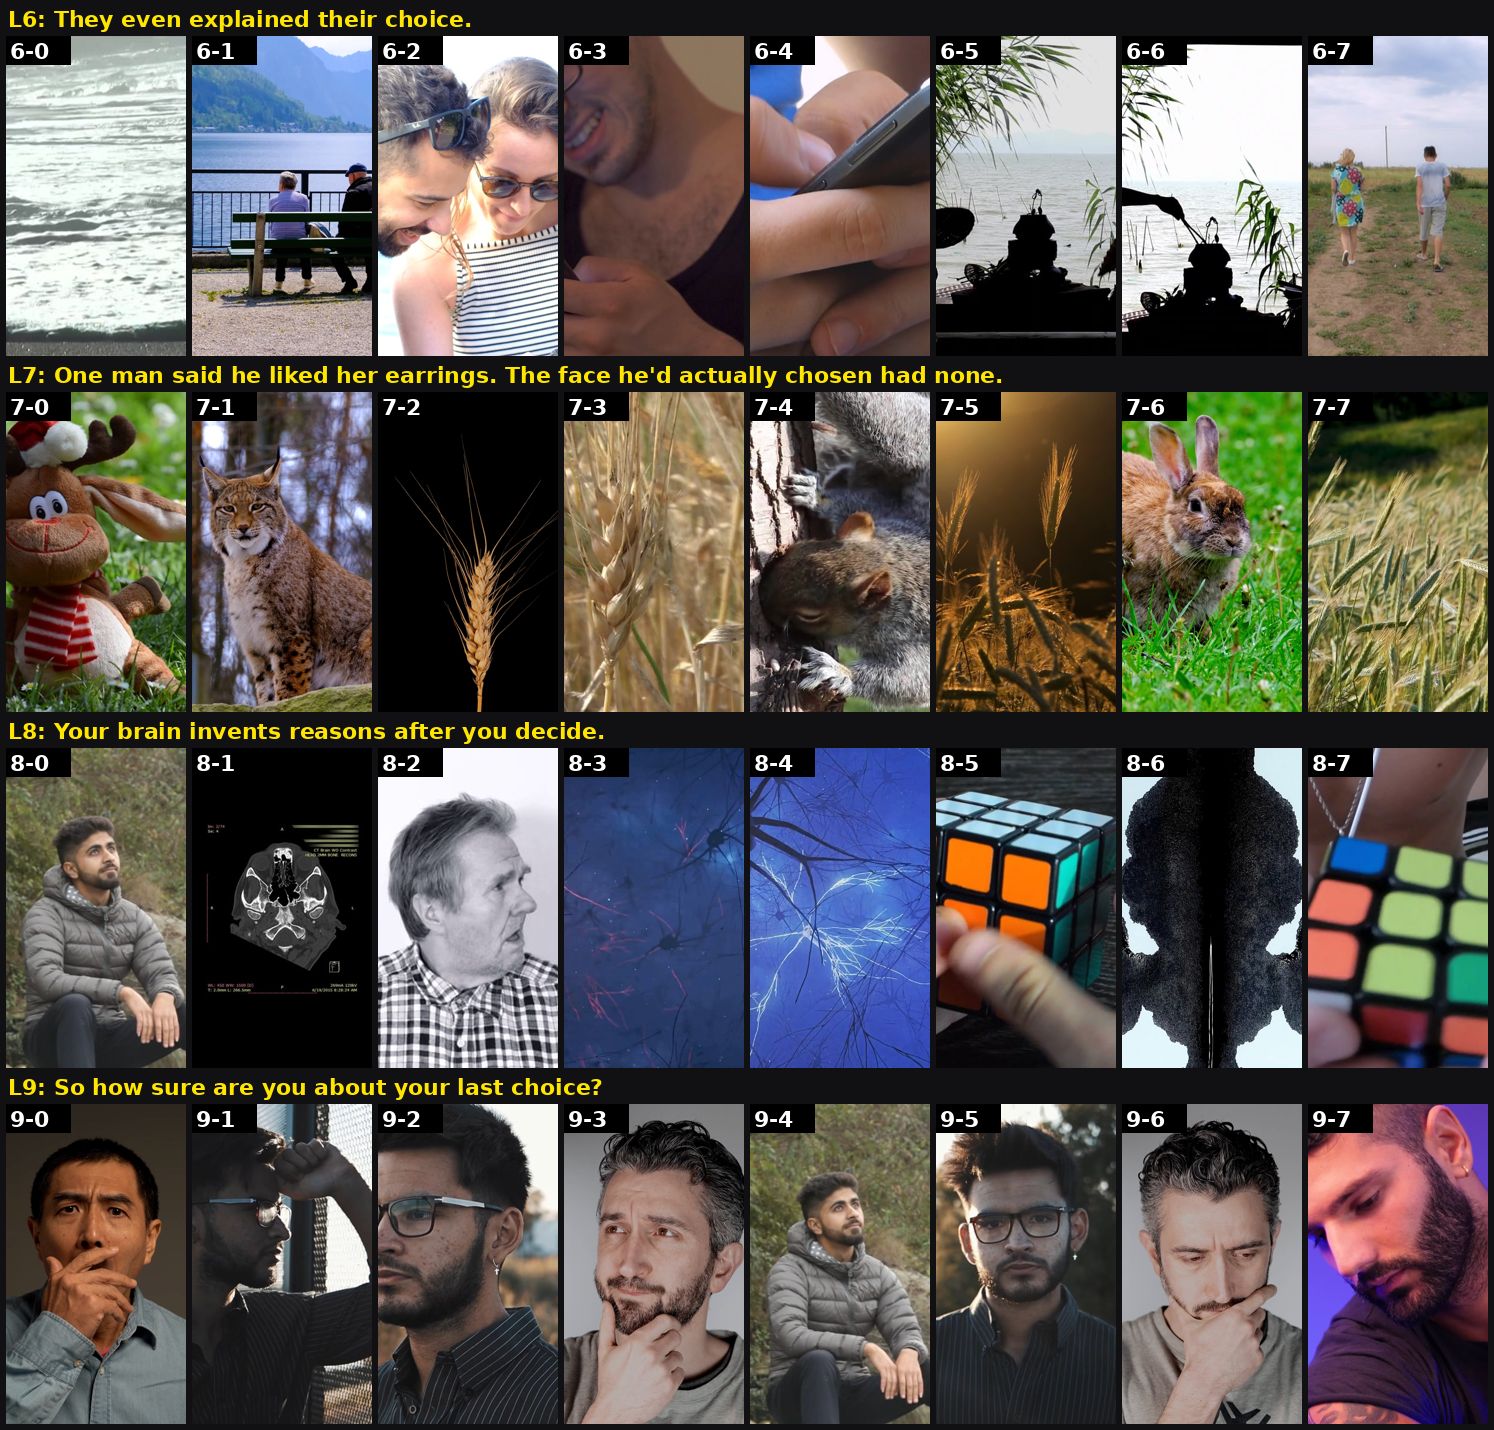 L6: They even explained their choice.
6-0 6-1 6-2 6-3 6-4 6-5 6-6 6-7
L7: One man said he liked her earrings. The face he'd actually chosen had none.
7-0 7-1 7-2 7-3 7-4 7-5 7-6 7-7
L8: Your brain invents reasons after you decide.
8-0 8-1 8-2 8-3 8-4 8-5 8-6 8-7
CT Brain WO Contrast
L9: So how sure are you about your last choice?
9-0 9-1 9-2 9-3 9-4 9-5 9-6 9-7